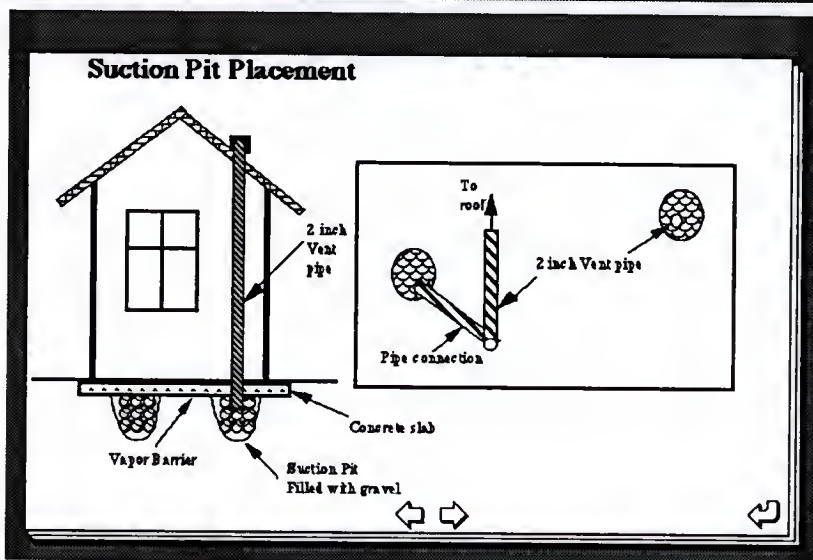 Suction Pit Placement
2 inch
Vent
pipe
Concrete slab
Vapor Barrier
Suction Pit
Filled with gravel
To
roof
2 inch Vent pipe
Pipe connection